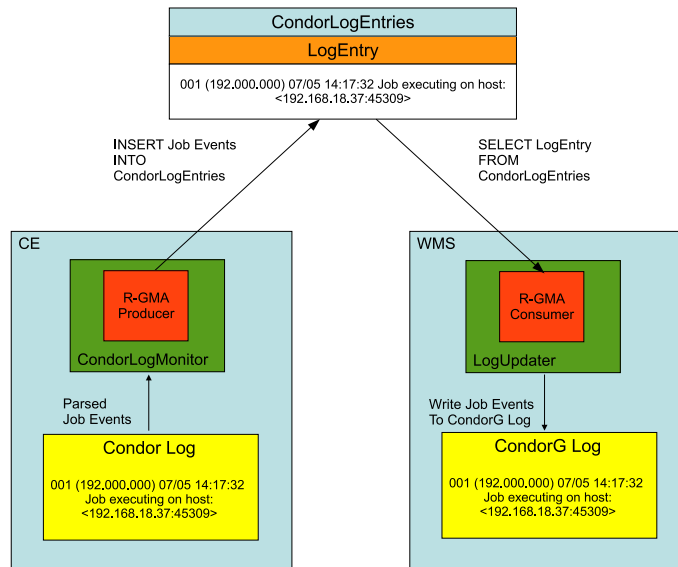 CondorLogEntries
LogEntry
001 (192.000.000) 07/05 14:17:32 Job executing on host:
<192.168.18.37:45309>
INSERT Job Events
INTO
CondorLogEntries
SELECT LogEntry
FROM
CondorLogEntries
CE
R-GMA
Producer
CondorLogMonitor
Parsed
Job Events
Condor Log
001 (192.000.000) 07/05 14:17:32
Job executing on host:
<192.168.18.37:45309>
WMS
R-GMA
Consumer
LogUpdater
Write Job Events
To CondorG Log
CondorG Log
001 (192.000.000) 07/05 14:17:32
Job executing on host:
<192.168.18.37:45309>